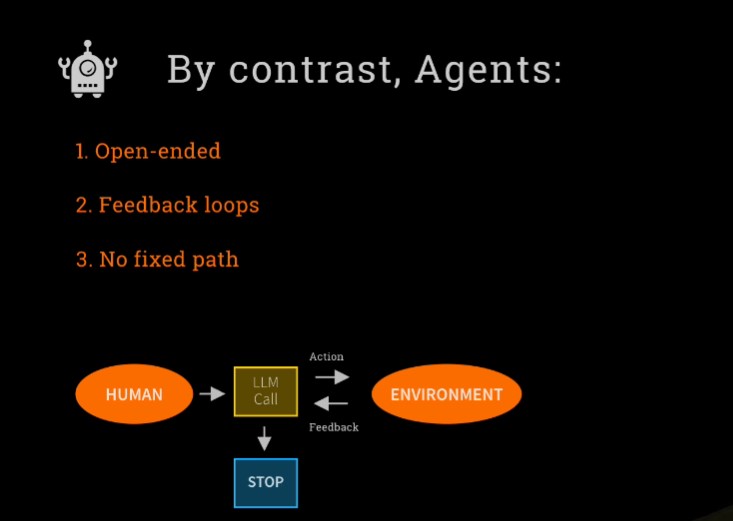 By contrast, Agents:
1. Open-ended
2. Feedback loops
3. No fixed path
Action
HUMAN
LLM
Call
ENVIRONMENT
Feedback
STOP